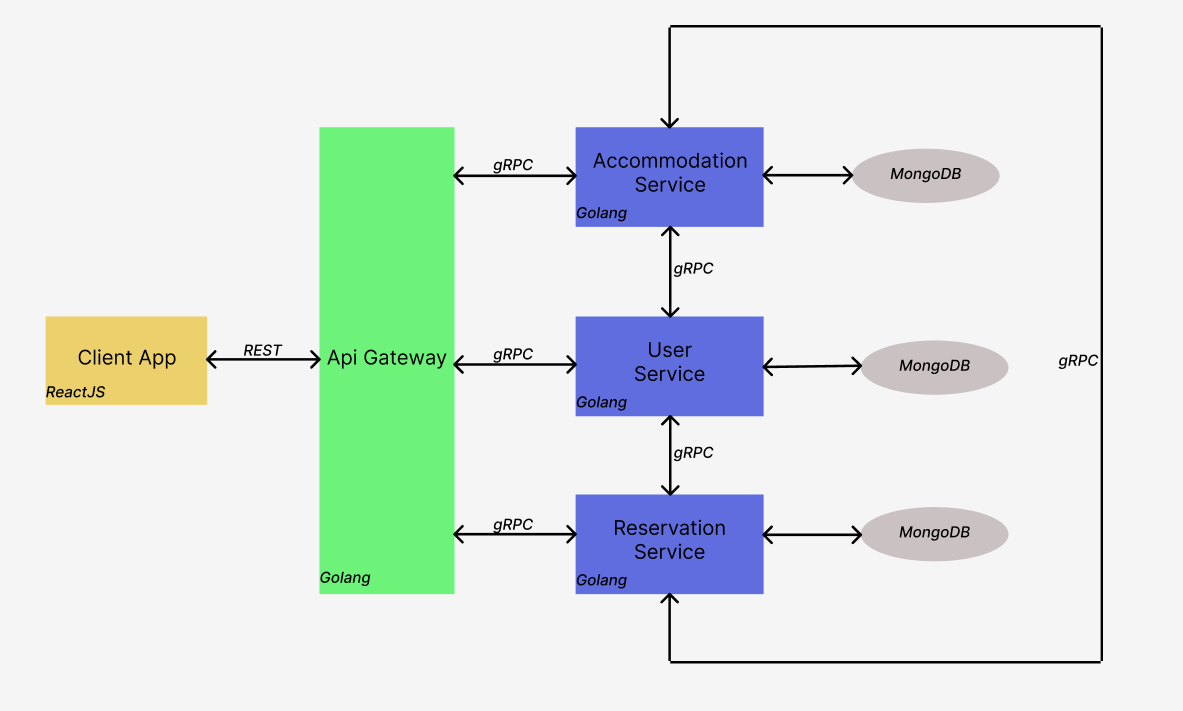 Client App
ReactJS
REST
Api Gateway
Golang
gRPC
gRPC
gRPC
Accommodation
Service
Golang
gRPC
User
Service
Golang
gRPC
Reservation
Service
Golang
MongoDB
MongoDB
MongoDB
gRPC